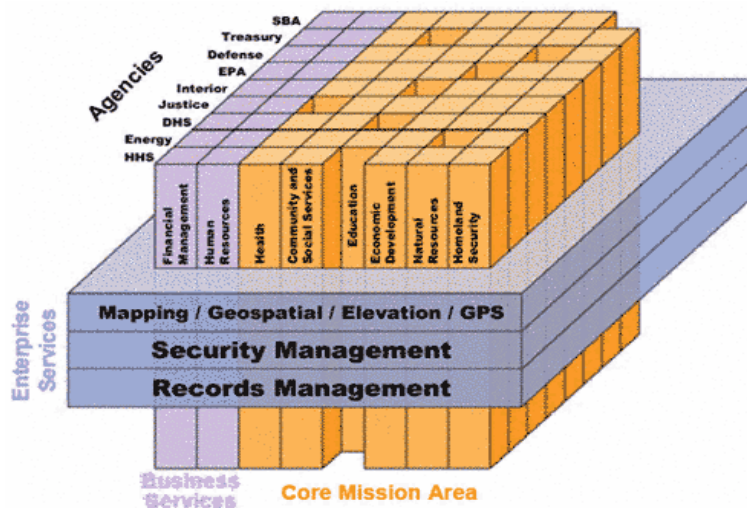 SBA
Treasury
Defense
EPA
Interior
Justice
DHS
Energy
HHS
Agencies
Financial
Management
Human
Resources
Health
Community and
Social Services
Education
Economic
Development
Natural
Resources
Homeland
Security
Enterprise
Services
Mapping / Geospatial / Elevation / GPS
Security Management
Records Management
Business
Services
Core Mission Area